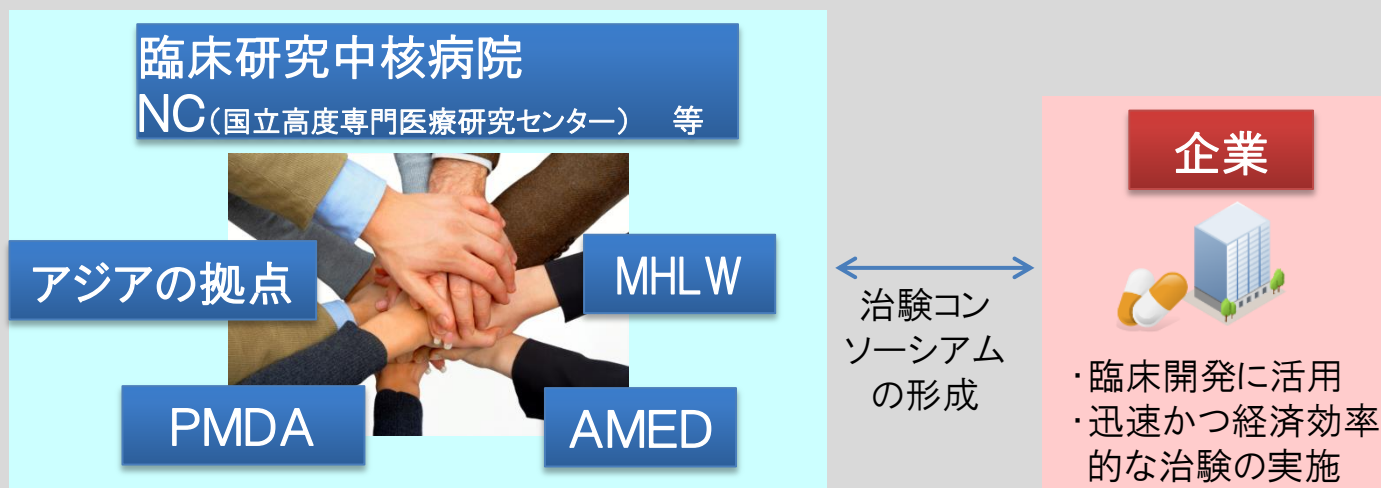 臨床研究中核病院
NC(国立高度専門医療研究センター) 等
アジアの拠点
MHLW
PMDA
AMED
治験コン
ソーシアム
の形成
企業
・臨床開発に活用
・迅速かつ経済効率
的な治験の実施